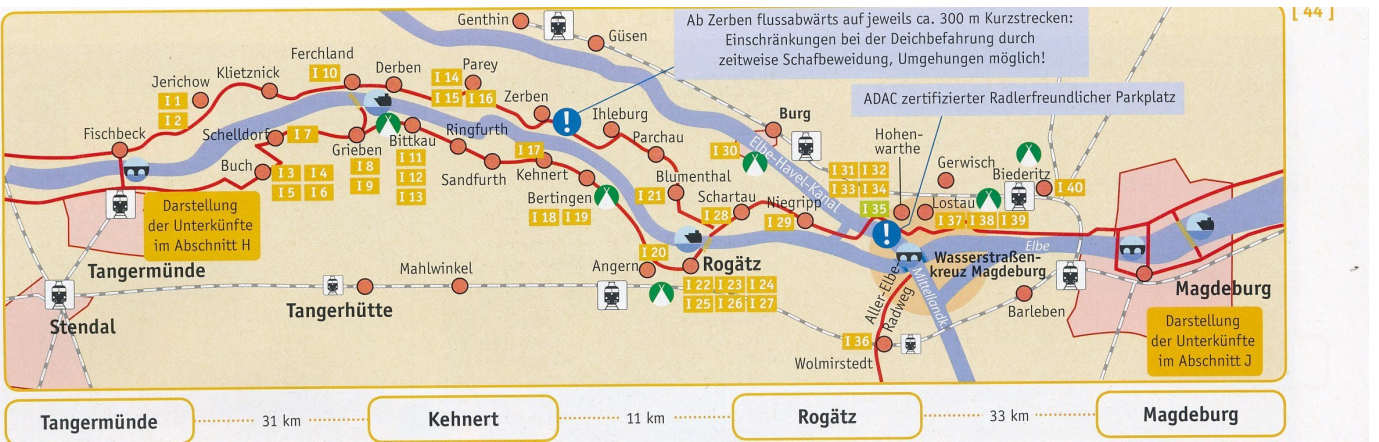 [ 44 ]
Genthin
Güsen
Ab Zerben flussabwärts auf jeweils ca. 300 m Kurzstrecken:
Einschränkungen bei der Deichbefahrung durch
zeitweise Schafbeweidung, Umgehungen möglich!
ADAC zertifizierter Radlerfreundlicher Parkplatz
Ferchland
I 10
Derben
Parey
I 14
I 15
I 16
Klietznick
Jerichow
I 1
I 2
Zerben
!
Ihleburg
Burg
Fischbeck
Schelldorf
I 7
Grieben
I 8
I 9
Bittkau
I 11
I 12
I 13
Ringfurth
Sandfurth
I 17
Kehnert
Parchau
I 30
Elbe-Havel-Kanal
Hohen-
warthe
Gerwisch
Biederitz
I 40
Buch
I 3
I 4
I 5
I 6
Bertingen
I 18
I 19
Blumenthal
I 21
Schartau
I 28
Niegripp
I 29
I 31
I 32
I 33
I 34
I 35
Lostau
I 37
I 38
I 39
!
Darstellung
der Unterkünfte
im Abschnitt H
Tangermünde
Stendal
Tangerhütte
Mahlwinkel
Angern
I 20
Rogätz
I 22
I 23
I 24
I 25
I 26
I 27
Elbe
Wasserstraßen-
kreuz Magdeburg
Mittellandk.
Aller-Elbe-
Radweg
I 36
Wolmirstedt
Barleben
Magdeburg
Darstellung
der Unterkünfte
im Abschnitt J
Tangermünde 31 km Kehnert 11 km Rogätz 33 km Magdeburg